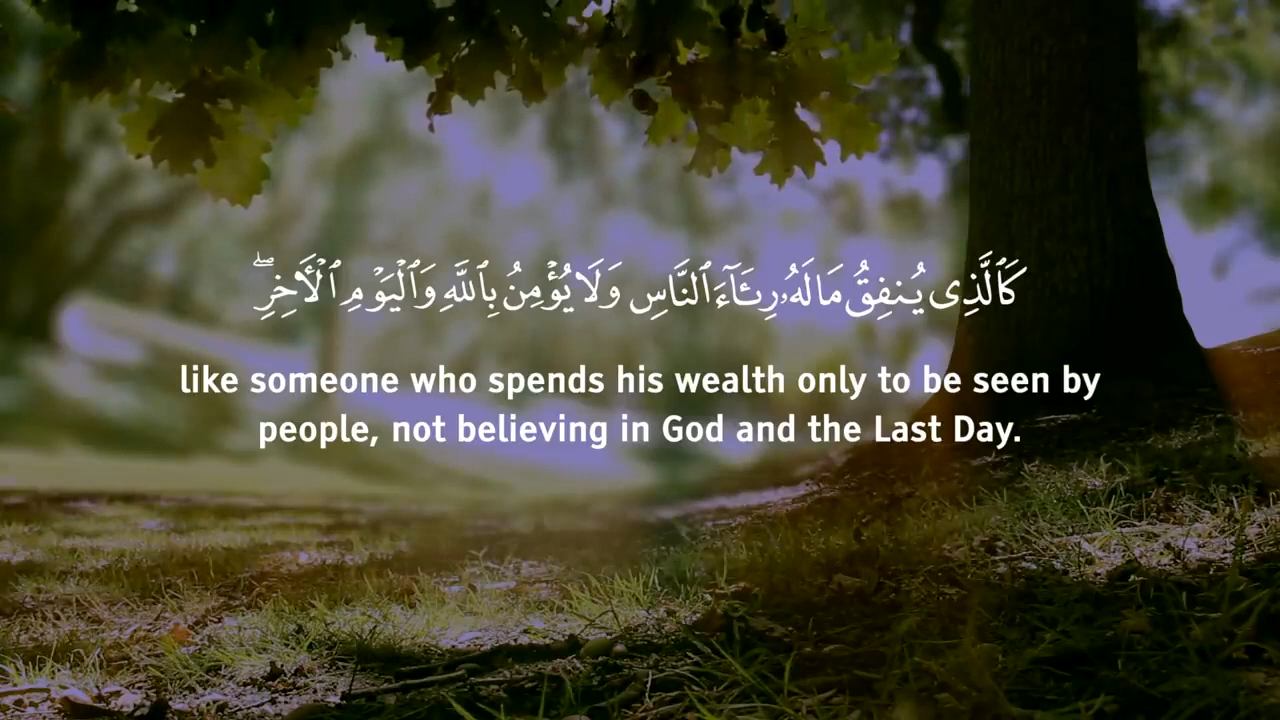 كَٱلَّذِى يُنفِقُ مَالَهُۥ رِئَآءَ ٱلنَّاسِ وَلَا يُؤْمِنُ بِٱللَّهِ وَٱلْيَوْمِ ٱلْأَخِرِ ۖ
like someone who spends his wealth only to be seen by
people, not believing in God and the Last Day.